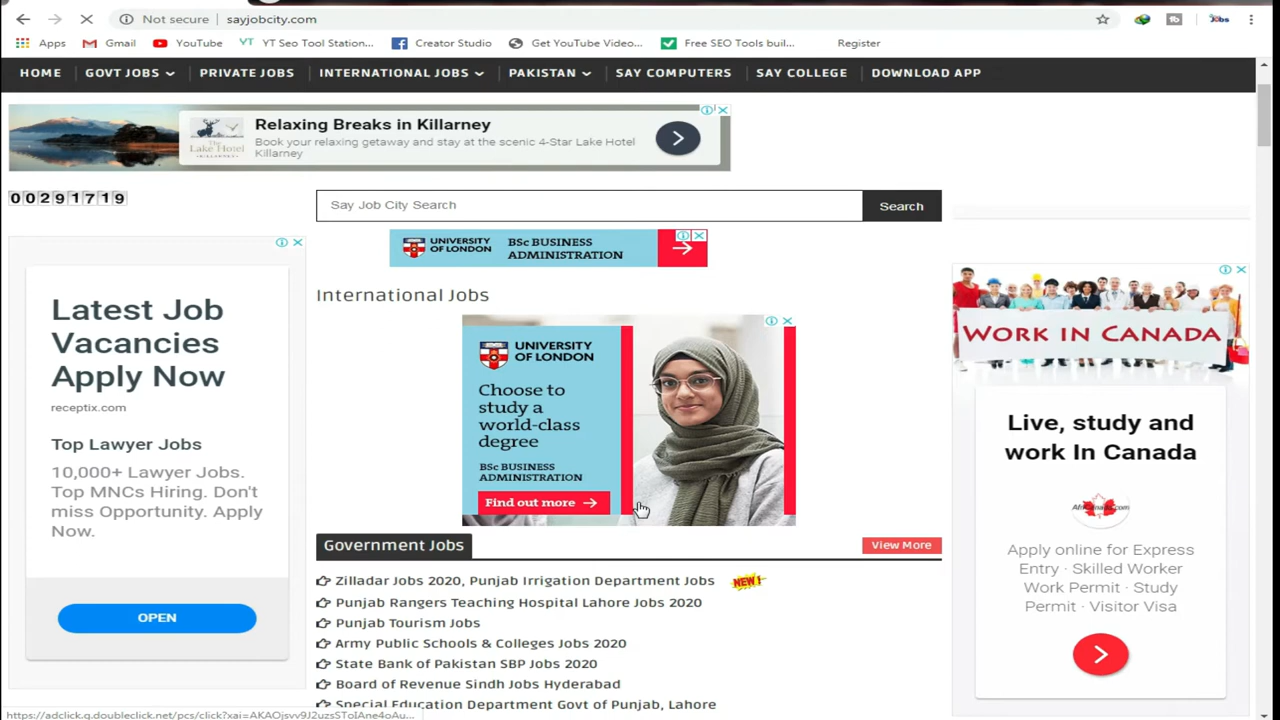 Not secure | sayjobcity.com
Apps
Gmail
YouTube
YT Seo Tool Station...
Creator Studio
Get YouTube Video...
Free SEO Tools buil...
Register
HOME
GOVT JOBS
PRIVATE JOBS
INTERNATIONAL JOBS
PAKISTAN
SAY COMPUTERS
SAY COLLEGE
DOWNLOAD APP
The Lake Hotel
KILLARNEY
Relaxing Breaks in Killarney
Book your relaxing getaway and stay at the scenic 4-Star Lake Hotel
Killarney
00291719
Say Job City Search
Search
UNIVERSITY
OF LONDON
BSc BUSINESS
ADMINISTRATION
Latest Job
Vacancies
Apply Now
receptix.com
Top Lawyer Jobs
10,000+ Lawyer Jobs.
Top MNCs Hiring. Don't
miss Opportunity. Apply
Now.
OPEN
International Jobs
UNIVERSITY
OF LONDON
Choose to
study a
world-class
degree
BSc BUSINESS
ADMINISTRATION
Find out more
Government Jobs
View More
Zilladar Jobs 2020, Punjab Irrigation Department Jobs
NEW!
Punjab Rangers Teaching Hospital Lahore Jobs 2020
Punjab Tourism Jobs
Army Public Schools & Colleges Jobs 2020
State Bank of Pakistan SBP Jobs 2020
Board of Revenue Sindh Jobs Hyderabad
Special Education Department Govt of Punjab, Lahore
WORK IN CANADA
Live, study and
work In Canada
Apply online for Express
Entry · Skilled Worker
Work Permit · Study
Permit · Visitor Visa